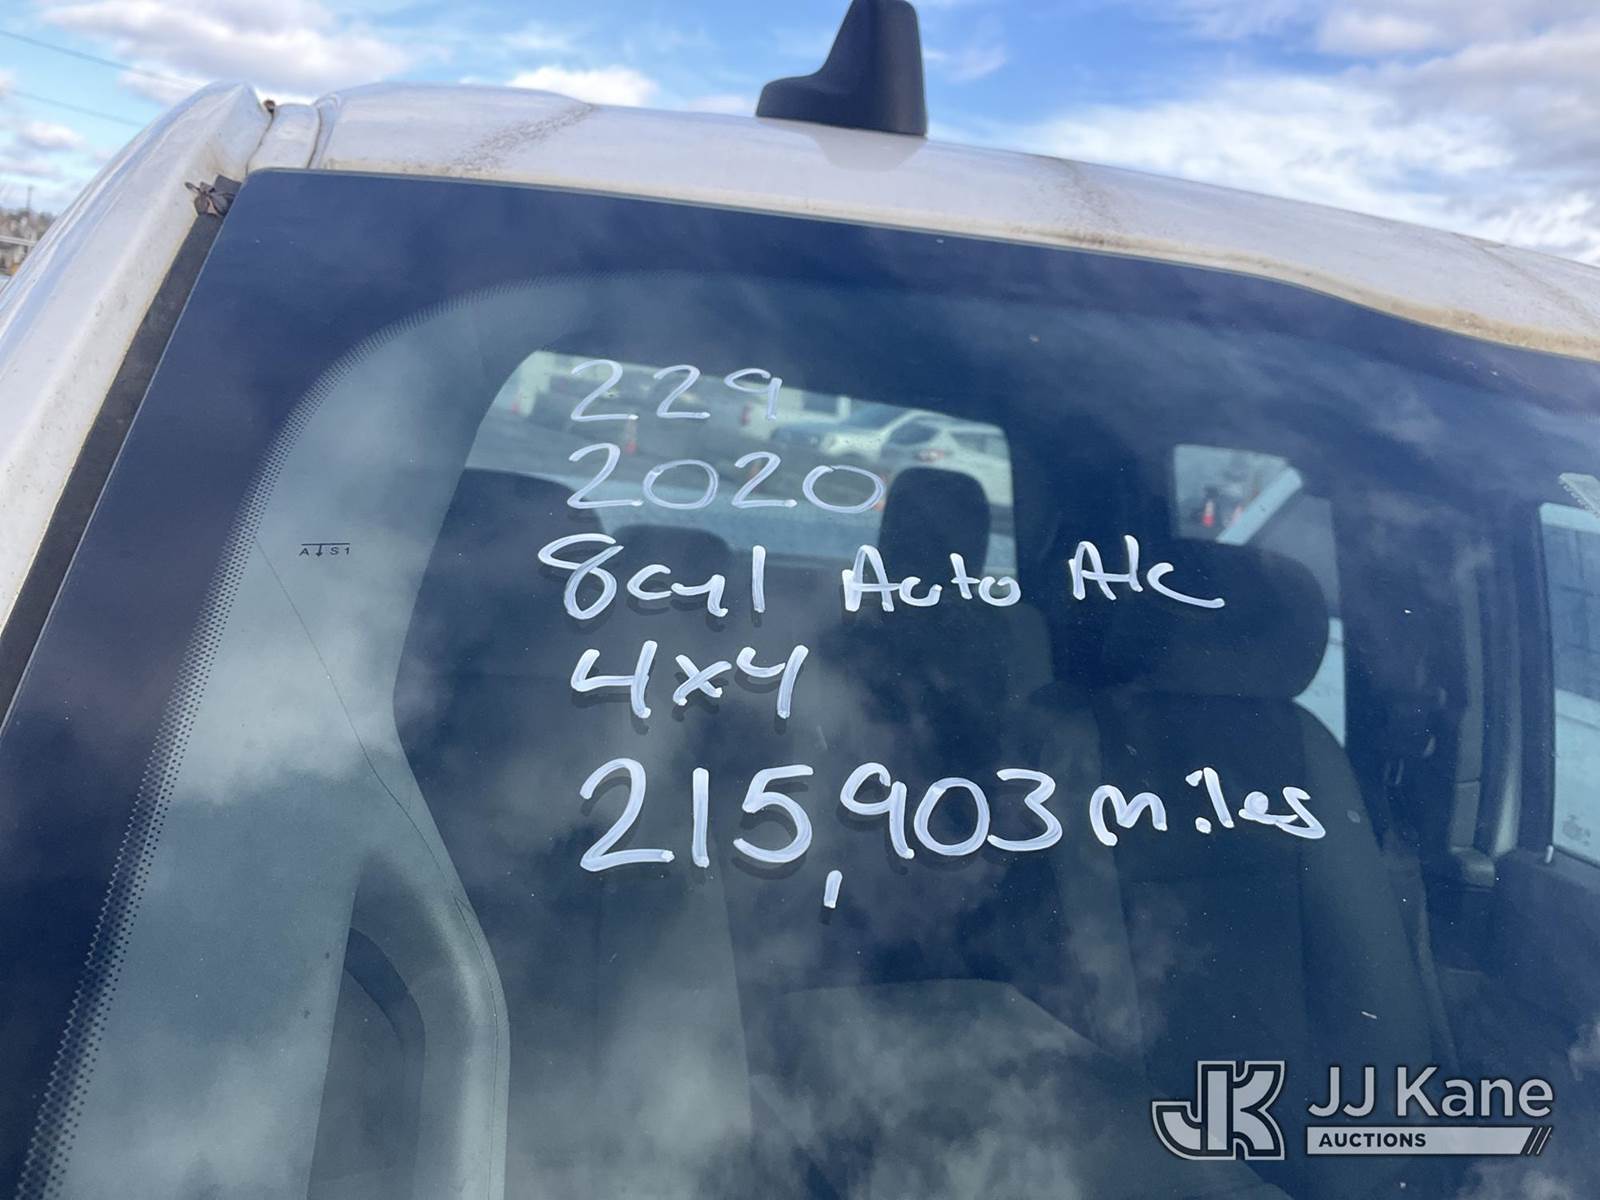 229
2020
8cyl Auto A/c
4x4
215,903 miles
A↓S1
JJ Kane
AUCTIONS